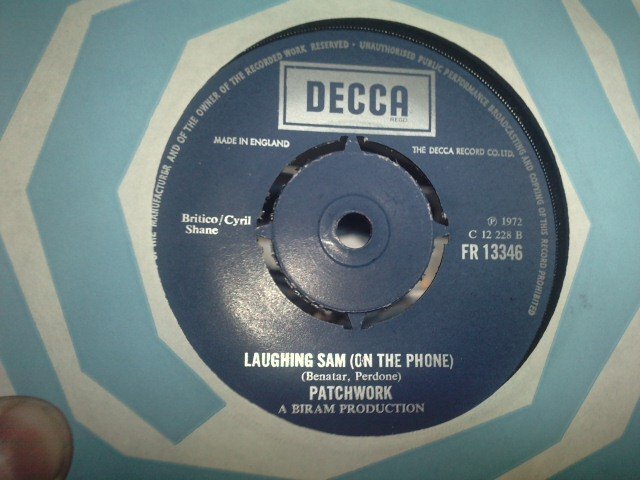 OF THE MANUFACTURER AND OF THE OWNER OF THE RECORDED WORK RESERVED · UNAUTHORISED PUBLIC PERFORMANCE BROADCASTING AND COPYING OF THIS RECORD PROHIBITED
DECCA
REGD
MADE IN ENGLAND
THE DECCA RECORD CO. LTD.
Britico/Cyril
Shane
℗ 1972
C 12 228 B
FR 13346
LAUGHING SAM (ON THE PHONE)
(Benatar, Perdone)
PATCHWORK
A BIRAM PRODUCTION